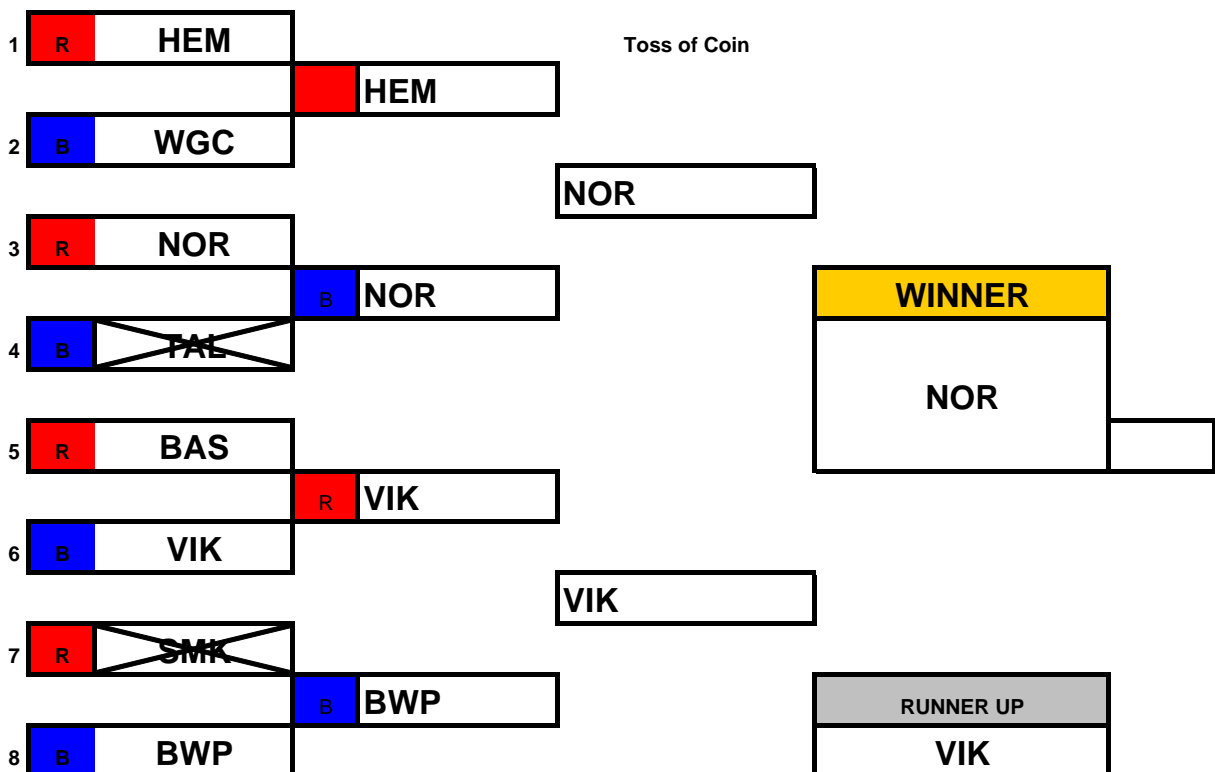 1 R HEM Toss of Coin
HEM
2 B WGC
NOR
3 R NOR
B NOR WINNER
4 B TAL
NOR
5 R BAS
R VIK
6 B VIK
VIK
7 R SMK
B BWP RUNNER UP
8 B BWP VIK